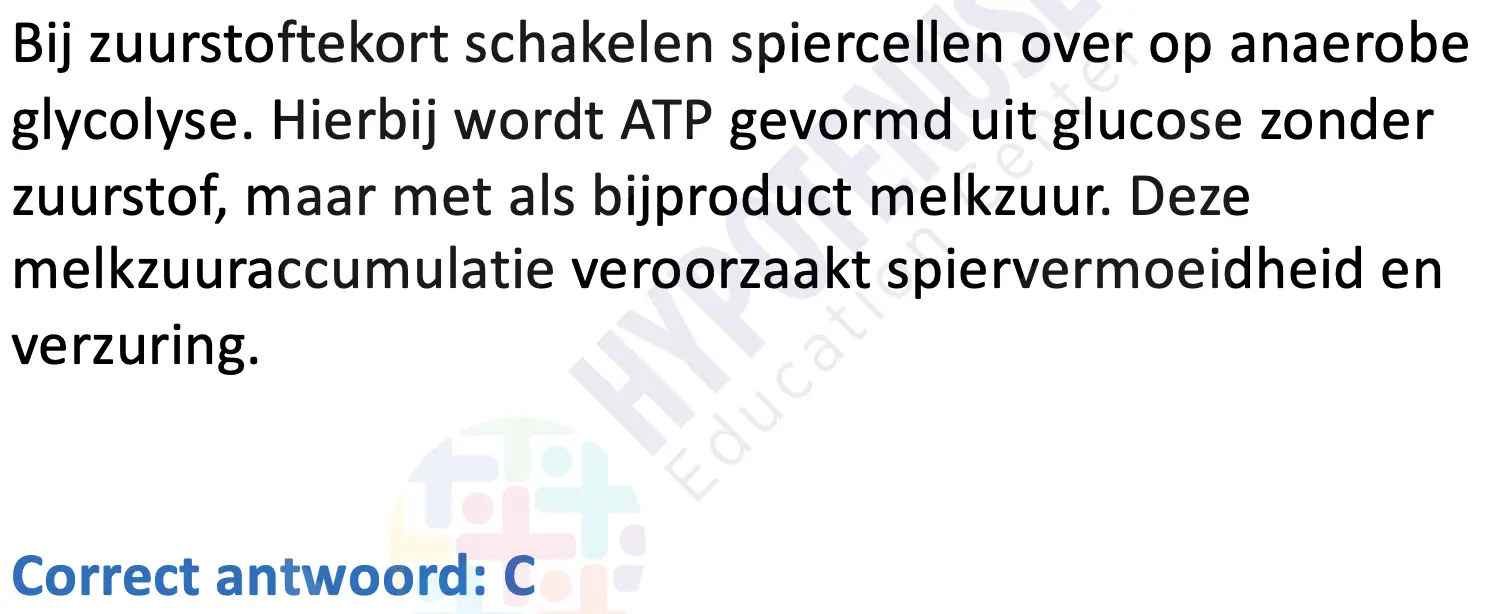 Bij zuurstoftekort schakelen spiercellen over op anaerobe
glycolyse. Hierbij wordt ATP gevormd uit glucose zonder
zuurstof, maar met als bijproduct melkzuur. Deze
melkzuuraccumulatie veroorzaakt spiervermoeidheid en
verzuring.
HYPOTENUSE
Education Center
Correct antwoord: C